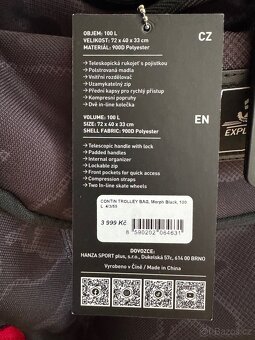 OBJEM: 100 L
VELIKOST: 72 x 40 x 33 cm
MATERIÁL: 900D Polyester
CZ
+ Teleskopická rukojeť s pojistkou
+ Polstrovaná madla
+ Vnitřní rozdělovač
+ Uzamykatelný zip
+ Přední kapsy pro rychlý přístup
+ Kompresní popruhy
+ Dvě in-line kolečka
VOLUME: 100 L
EN
SIZE: 72 x 40 x 33 cm
SHELL FABRIC: 900D Polyester
EXPL
+ Telescopic handle with lock
+ Padded handles
+ Internal organizer
+ Lockable zip
+ Front pockets for quick access
+ Compression straps
+ Two in-line skate wheels
CONTIN TROLLEY BAG, Morph Black, 100
L
3 999 Kč
8 590202 064631
DOVOZCE:
HANZA SPORT plus, s.r.o., Dukelská 57r, 614 00 BRNO
Vyrobeno v Číně / Made in China